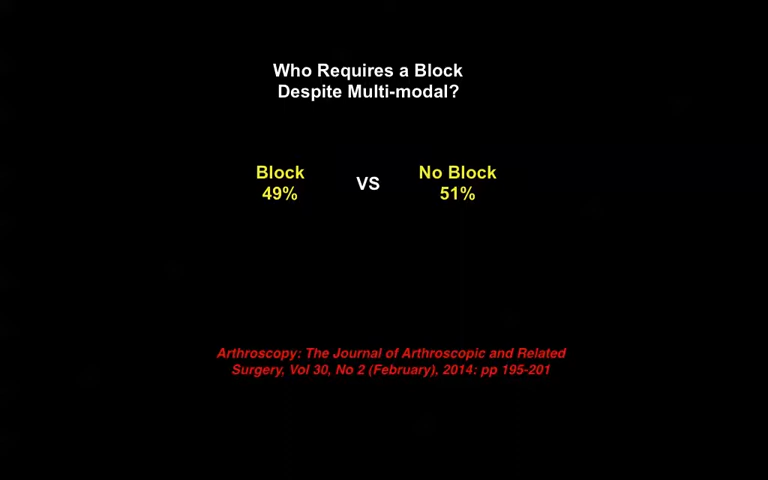 Who Requires a Block
Despite Multi-modal?
Block
49%
VS
No Block
51%
Arthroscopy: The Journal of Arthroscopic and Related
Surgery, Vol 30, No 2 (February), 2014: pp 195-201